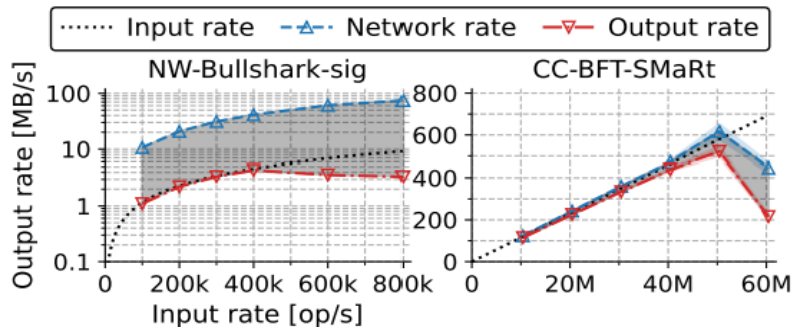 Input rate Network rate Output rate
NW-Bullshark-sig CC-BFT-SMaRt
Output rate [MB/s]
100
10
1
0.1
0 200k 400k 600k 800k
Input rate [op/s]
800
600
400
200
0
0 20M 40M 60M